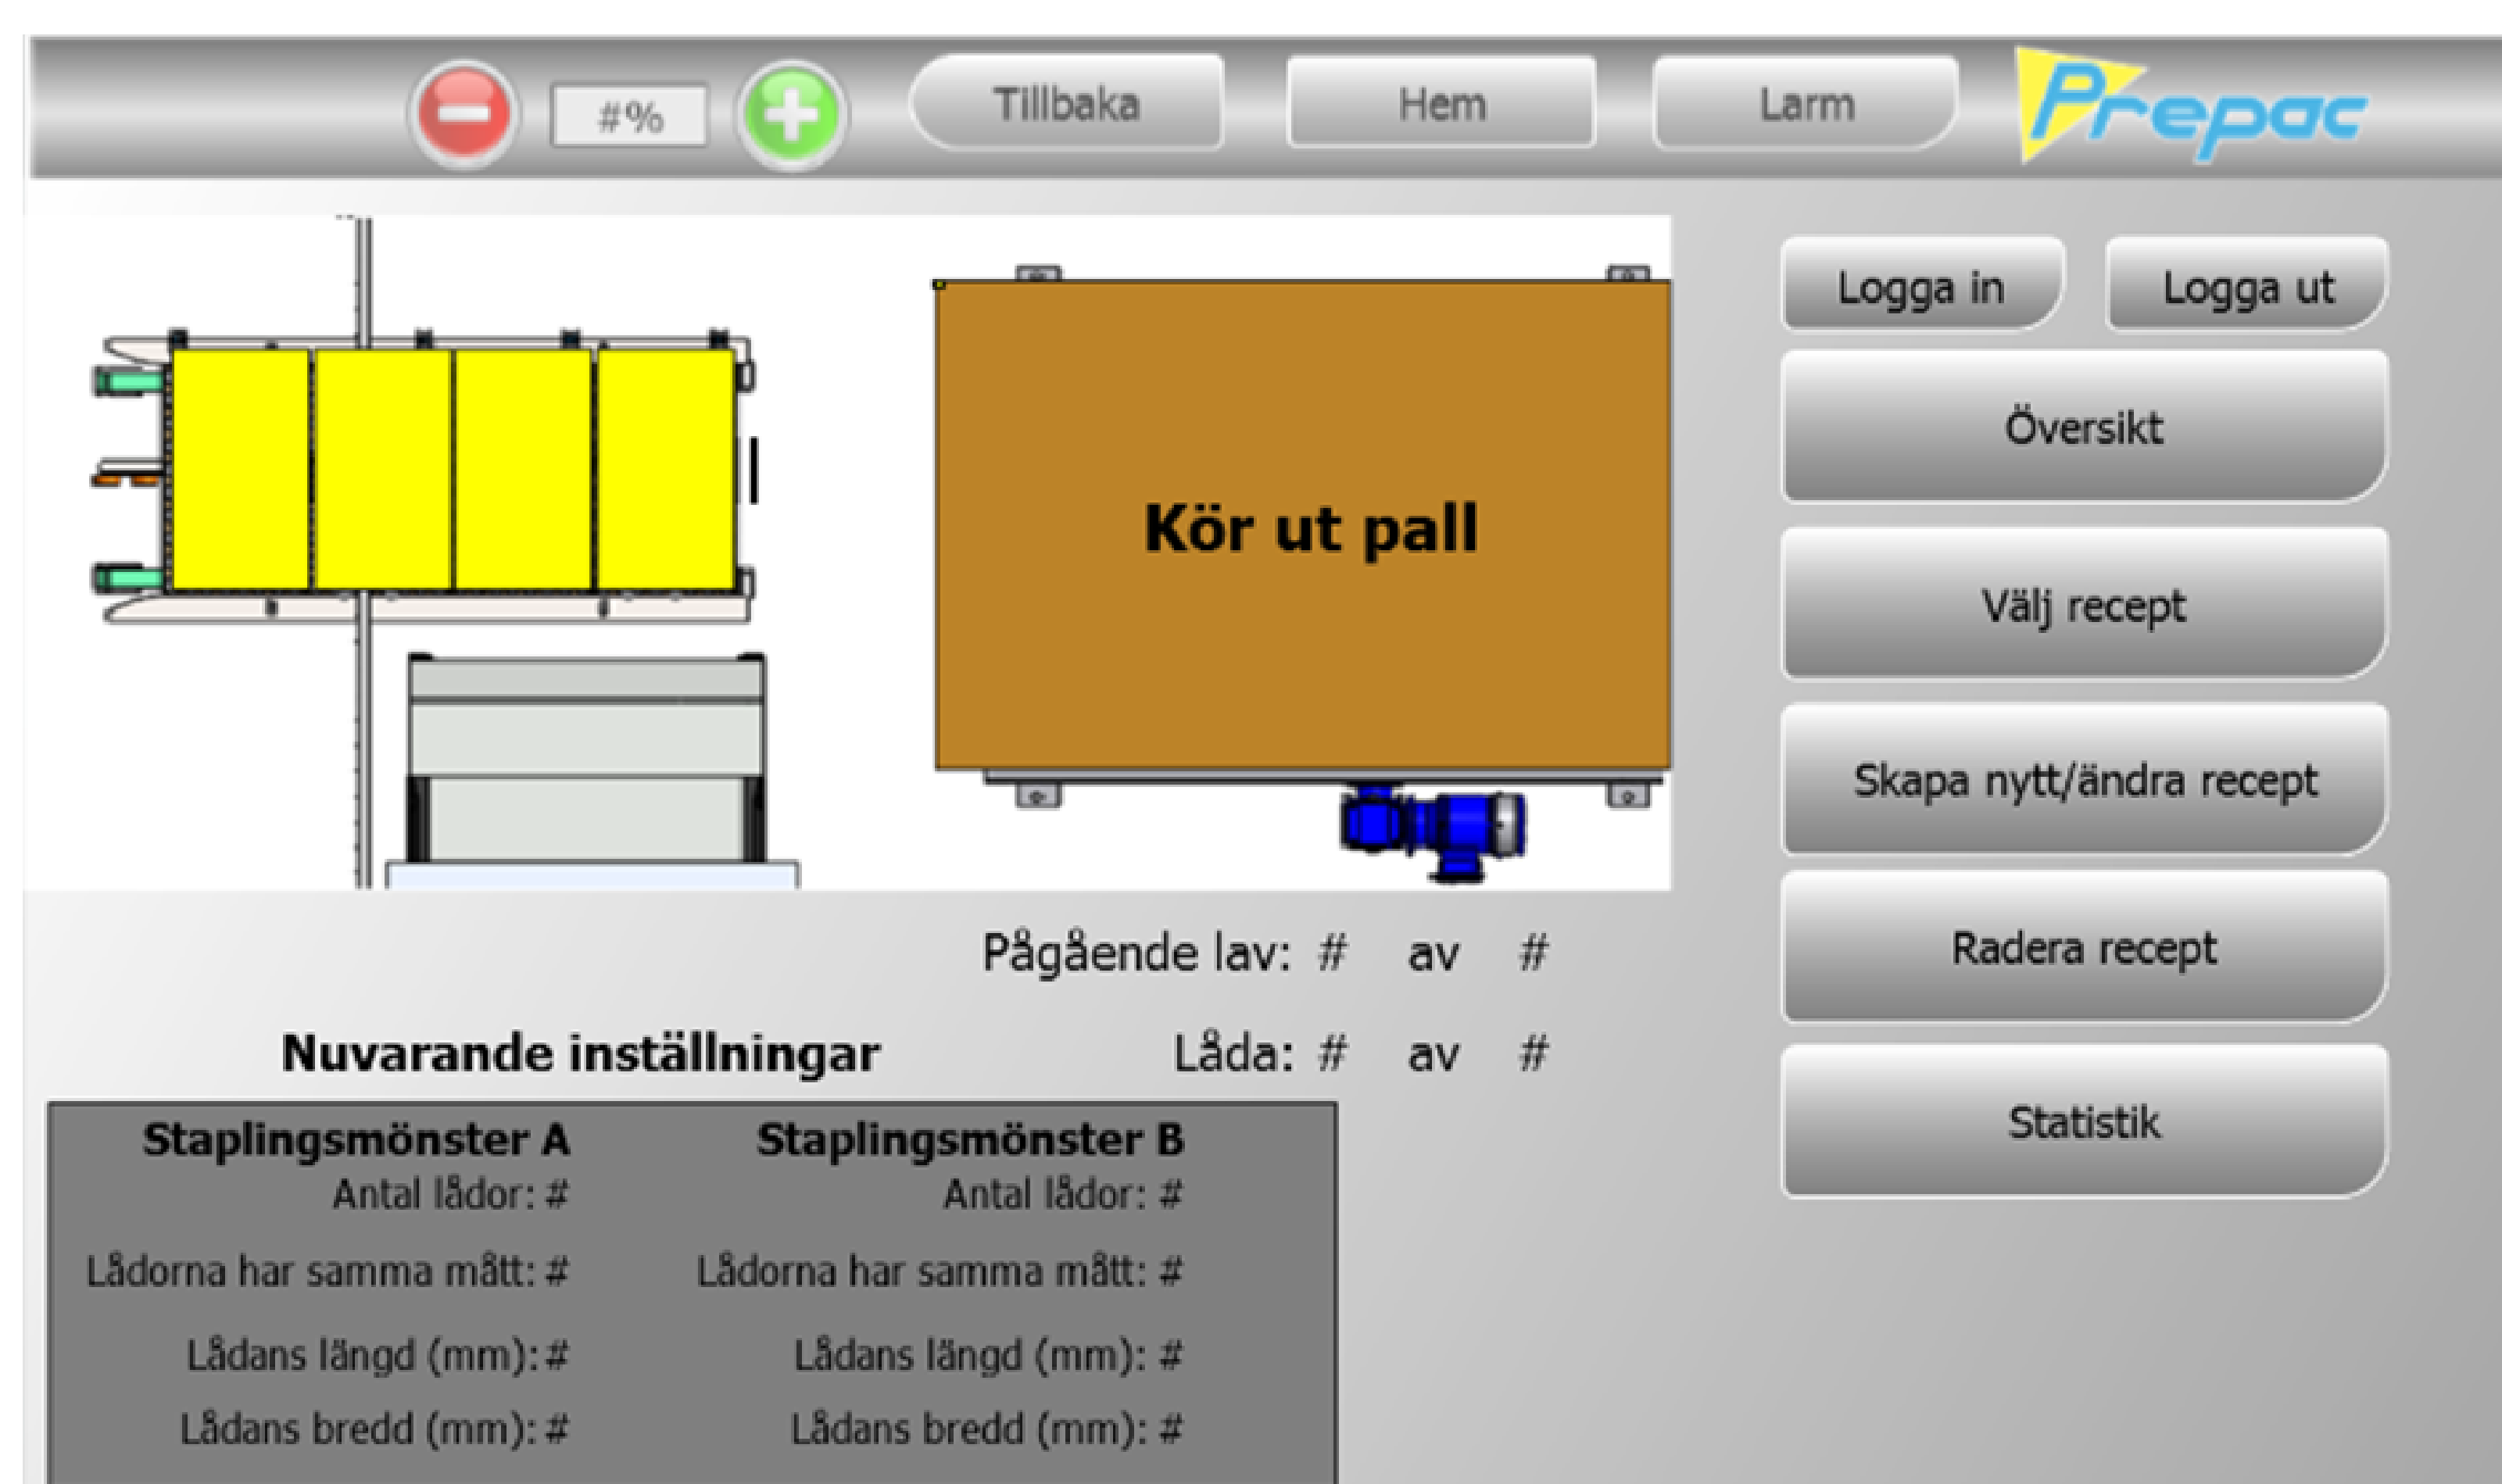 #%
Tillbaka
Hem
Larm
Prepac
Logga in
Logga ut
Översikt
Kör ut pall
Välj recept
Skapa nytt/ändra recept
Radera recept
Pågående lav: # av #
Nuvarande inställningar
Låda: # av #
Statistik
Staplingsmönster A
Antal lådor: #
Lådorna har samma mått: #
Lådans längd (mm): #
Lådans bredd (mm): #
Staplingsmönster B
Antal lådor: #
Lådorna har samma mått: #
Lådans längd (mm): #
Lådans bredd (mm): #